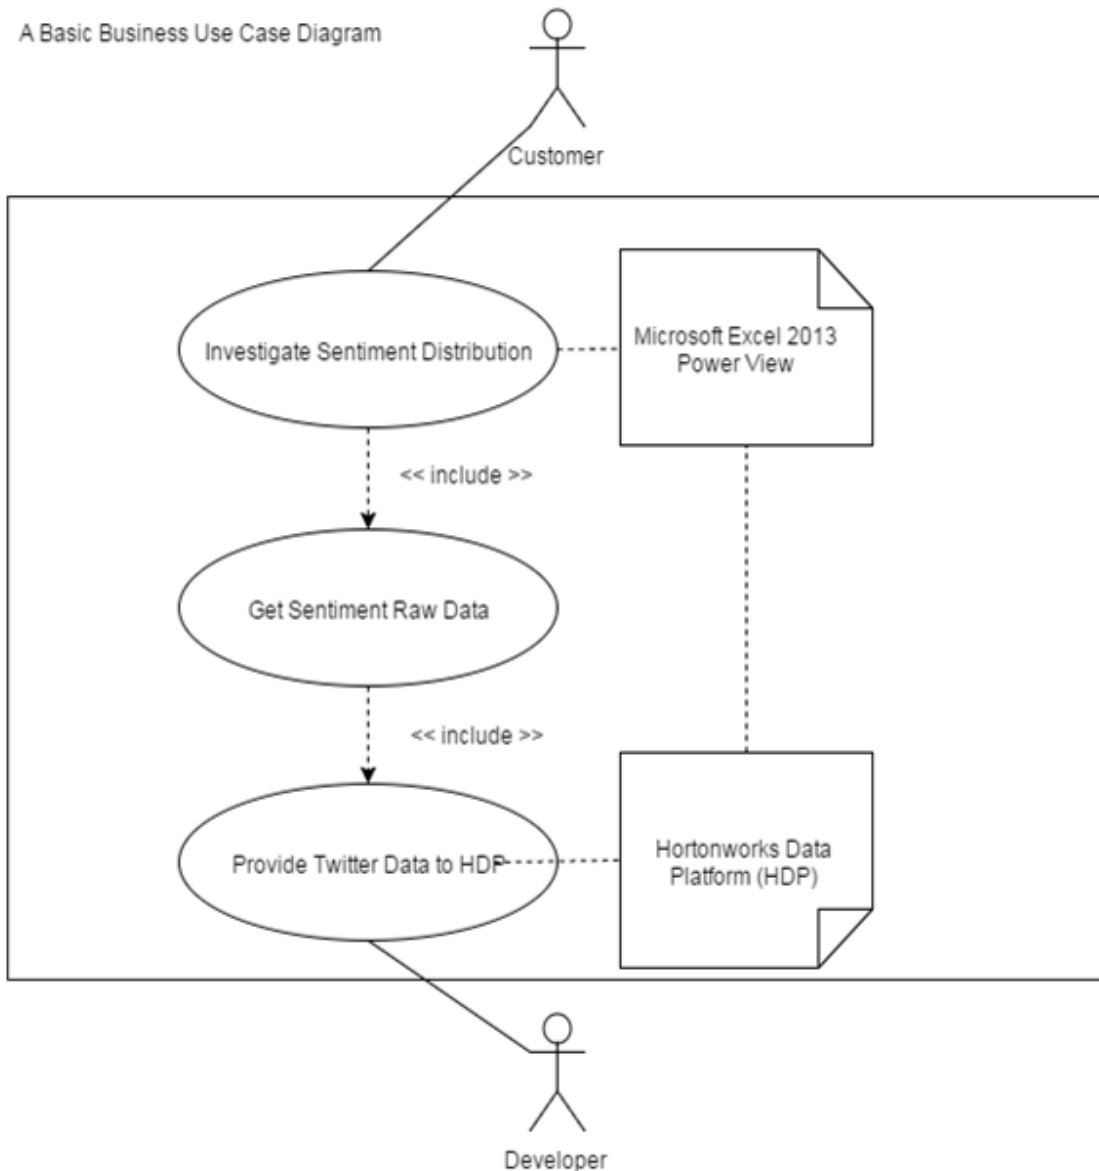 A Basic Business Use Case Diagram
Customer
Investigate Sentiment Distribution
Microsoft Excel 2013
Power View
<< include >>
Get Sentiment Raw Data
<< include >>
Provide Twitter Data to HDP
Hortonworks Data
Platform (HDP)
Developer